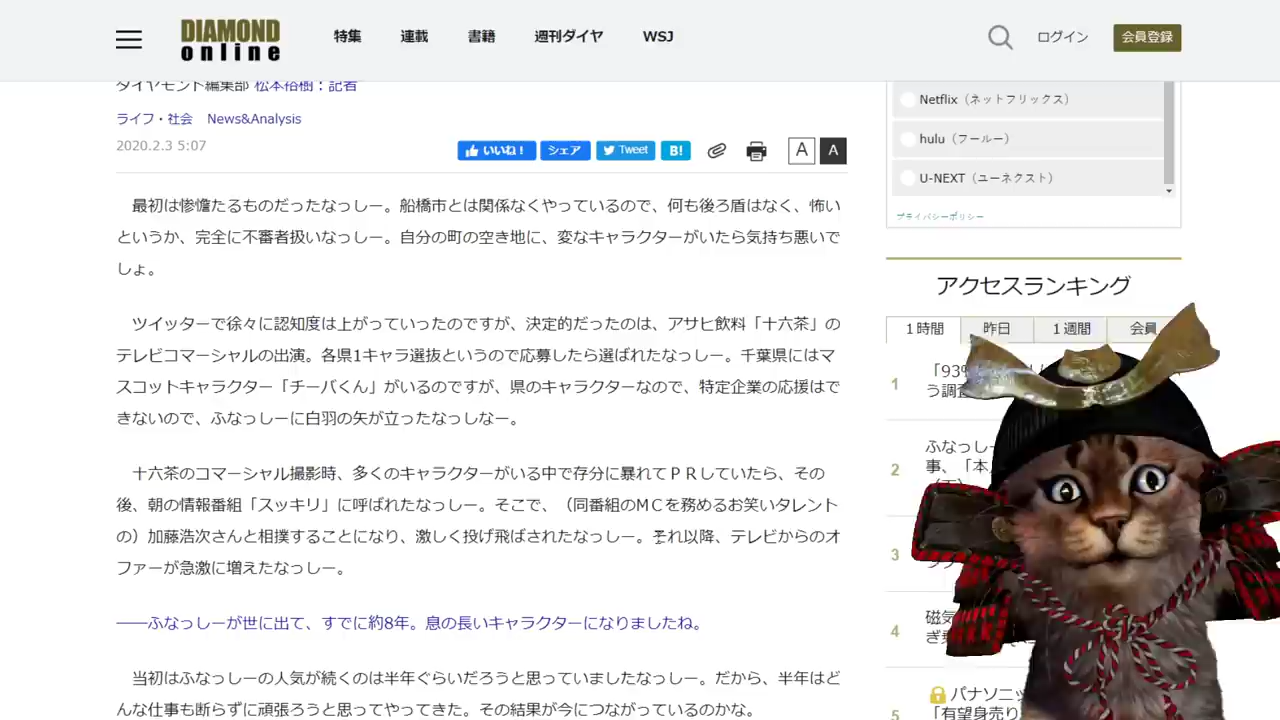 DIAMOND
online
特集 連載 書籍 週刊ダイヤ WSJ
ログイン 会員登録
ダイヤモンド編集部 松本裕樹：記者
ライフ・社会 News&Analysis
2020.2.3 5:07
いいね！ シェア Tweet B! A A
最初は惨憺たるものだったなっしー。船橋市とは関係なくやっているので、何も後ろ盾はなく、怖い
というか、完全に不審者扱いなっしー。自分の町の空き地に、変なキャラクターがいたら気持ち悪いで
しょ。
ツイッターで徐々に認知度は上がっていったのですが、決定的だったのは、アサヒ飲料「十六茶」の
テレビコマーシャルの出演。各県1キャラ選抜というので応募したら選ばれたなっしー。千葉県にはマ
スコットキャラクター「チーバくん」がいるのですが、県のキャラクターなので、特定企業の応援はで
きないので、ふなっしーに白羽の矢が立ったなっしなー。
十六茶のコマーシャル撮影時、多くのキャラクターがいる中で存分に暴れてＰＲしていたら、その
後、朝の情報番組「スッキリ」に呼ばれたなっしー。そこで、（同番組のＭＣを務めるお笑いタレント
の）加藤浩次さんと相撲することになり、激しく投げ飛ばされたなっしー。それ以降、テレビからのオ
ファーが急激に増えたなっしー。
――ふなっしーが世に出て、すでに約8年。息の長いキャラクターになりましたね。
当初はふなっしーの人気が続くのは半年ぐらいだろうと思っていましたなっしー。だから、半年はど
んな仕事も断らずに頑張ろうと思ってやってきた。その結果が今につながっているのかな。
Netflix（ネットフリックス）
hulu（フールー）
U-NEXT（ユーネクスト）
プライバシーポリシー
アクセスランキング
1時間 昨日 1週間 会員
1 「93%
う調査
2 ふなっしー
事、「本
3
4 磁気
ぎ
5 パナソニッ
「有望身売り